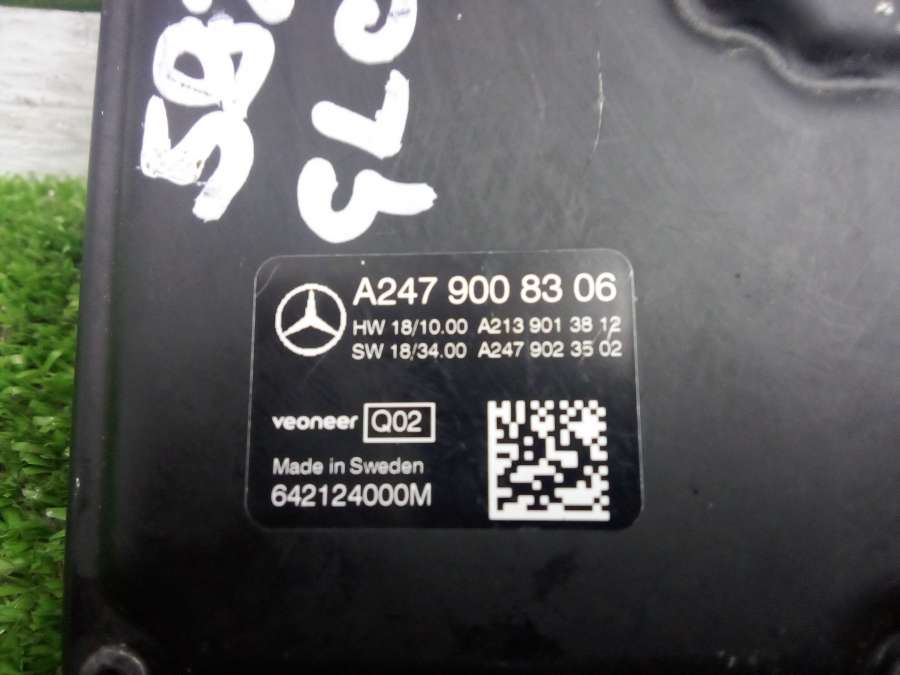 A247 900 83 06
HW 18/10.00 A213 901 38 12
SW 18/34.00 A247 902 35 02
veoneer Q02
Made in Sweden
642124000M